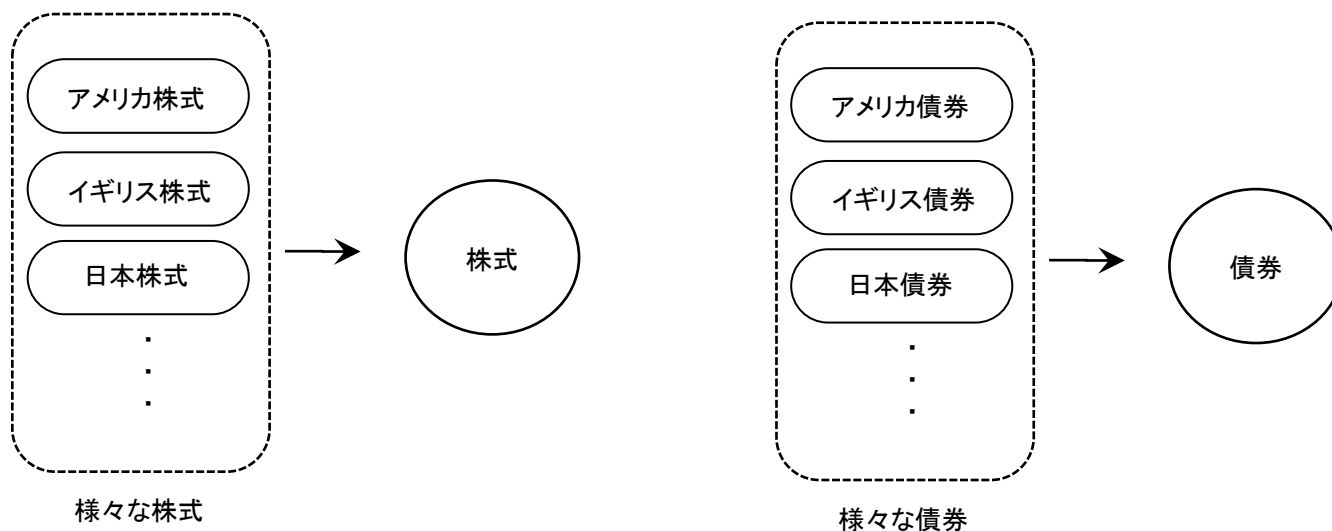 アメリカ株式
イギリス株式
日本株式
・
・
・
株式
様々な株式
アメリカ債券
イギリス債券
日本債券
・
・
・
債券
様々な債券